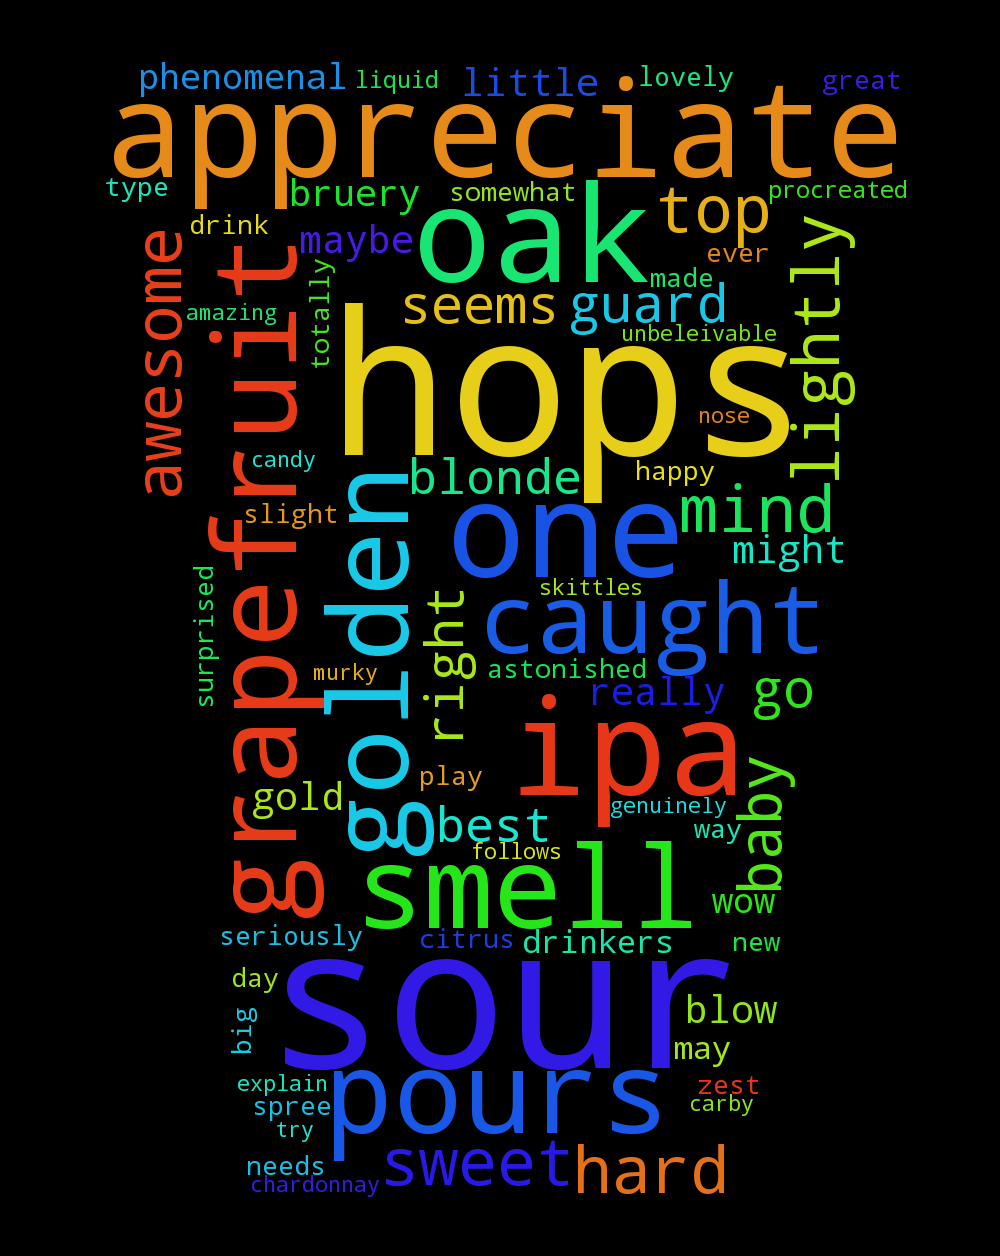 phenomenal
liquid
little
lovely
great
appreciate
type
bruery
somewhat
procreated
oak
top
drink
maybe
ever
awesome
grapefruit
totally
made
lightly
amazing
seems
guard
unbeleivable
hops
nose
candy
blonde
happy
golden
slight
one
mind
might
surprised
skittles
caught
right
murky
astonished
really
go
ipa
play
gold
genuinely
baby
best
way
follows
smell
wow
seriously
citrus
drinkers
new
day
sour
big
blow
may
explain
pours
zest
spree
carby
try
needs
sweet
hard
chardonnay